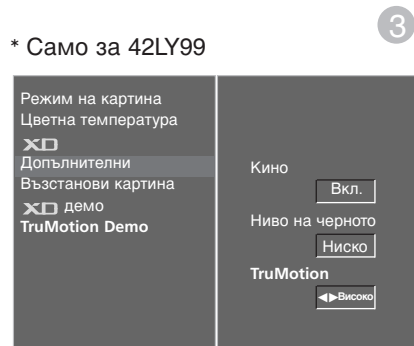 3
* Само за 42LY99
Режим на картина
Цветна температура
XD
Допълнителни
Възстанови картина
XD демо
TruMotion Demo
Кино
Вкл.
Ниво на черното
Ниско
TruMotion
◀▶Високо